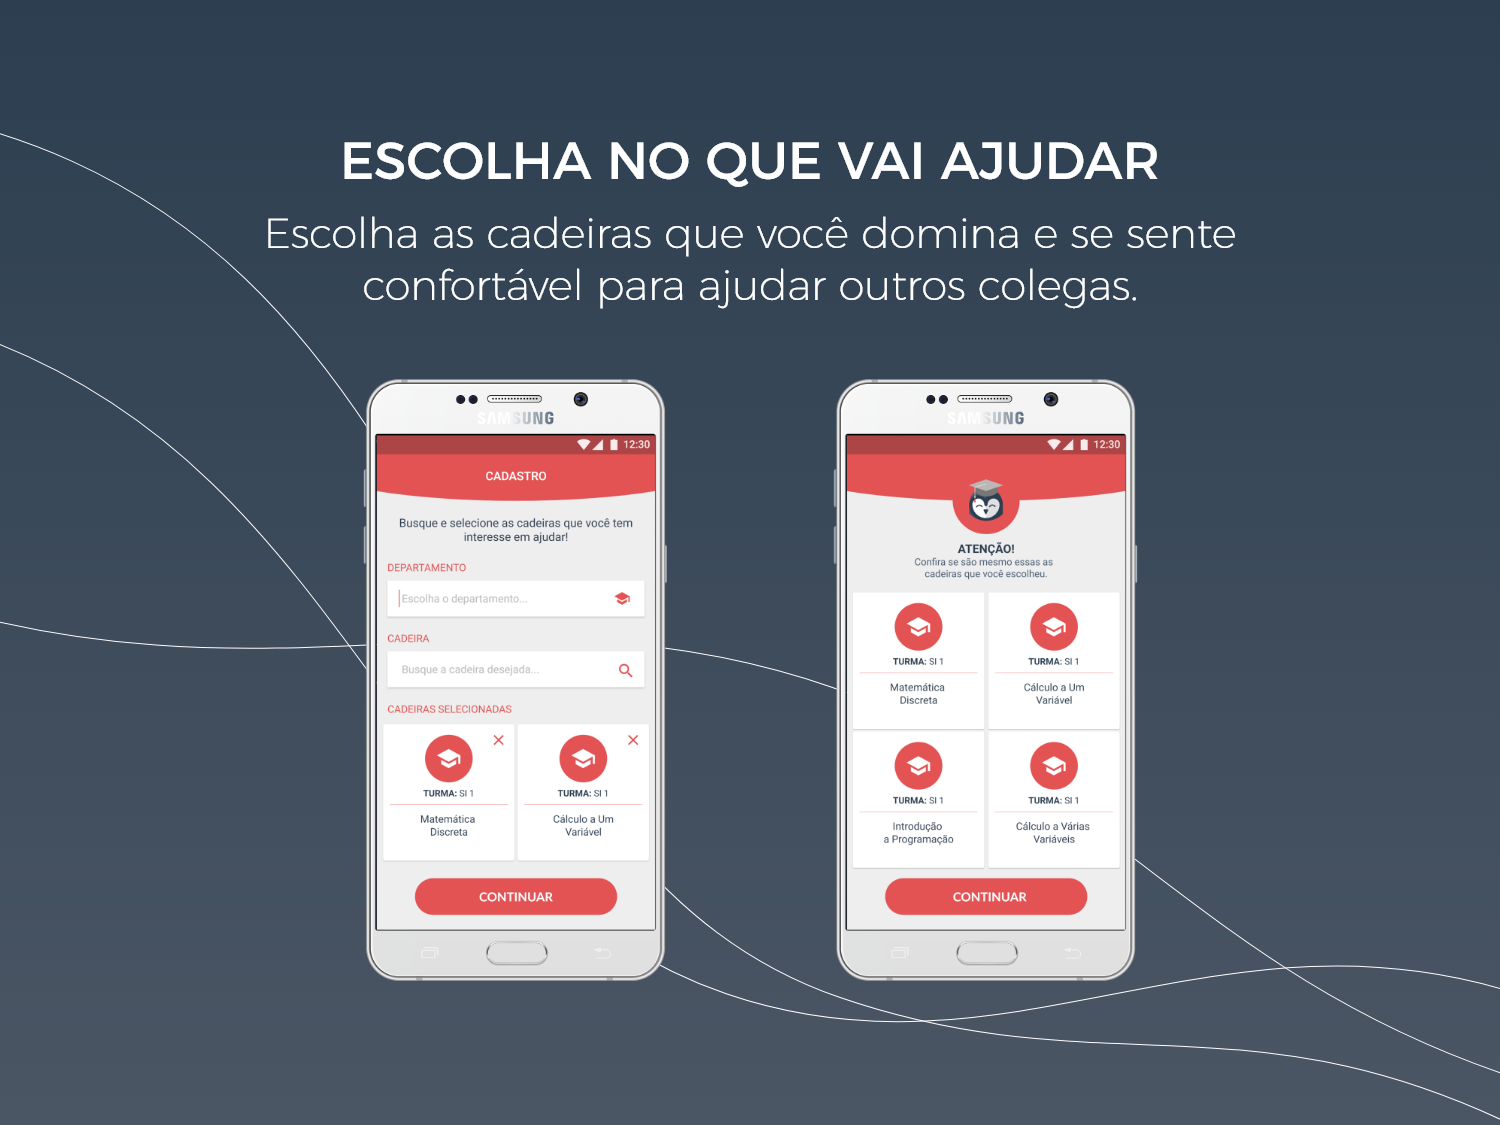 ESCOLHA NO QUE VAI AJUDAR
Escolha as cadeiras que você domina e se sente
confortável para ajudar outros colegas.
SAMSUNG
12:30
CADASTRO
Busque e selecione as cadeiras que você tem
interesse em ajudar!
DEPARTAMENTO
Escolha o departamento...
CADEIRA
Busque a cadeira desejada...
CADEIRAS SELECIONADAS
TURMA: SI 1
Matemática
Discreta
TURMA: SI 1
Cálculo a Um
Variável
CONTINUAR
SAMSUNG
12:30
ATENÇÃO!
Confira se são mesmo essas as
cadeiras que você escolheu.
TURMA: SI 1
Matemática
Discreta
TURMA: SI 1
Cálculo a Um
Variável
TURMA: SI 1
Introdução
a Programação
TURMA: SI 1
Cálculo a Várias
Variáveis
CONTINUAR